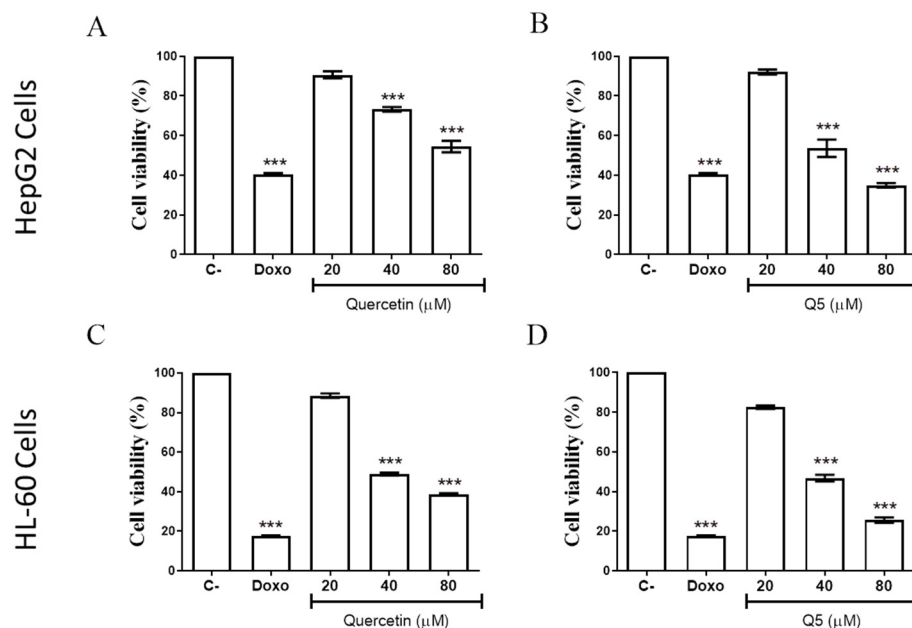 HepG2 Cells
A
Cell viability (%)
100
80
60
40
20
0
***
***
***
C- Doxo 20 40 80
Quercetin (μM)
B
Cell viability (%)
100
80
60
40
20
0
***
***
***
C- Doxo 20 40 80
Q5 (μM)
HL-60 Cells
C
Cell viability (%)
100
80
60
40
20
0
***
***
***
C- Doxo 20 40 80
Quercetin (μM)
D
Cell viability (%)
100
80
60
40
20
0
***
***
***
C- Doxo 20 40 80
Q5 (μM)